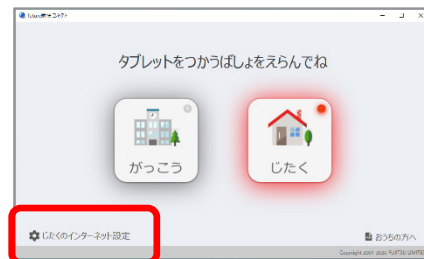 タブレットをつかうばしょをえらんでね
がっこう
じたく
じたくのインターネット設定
おうちの方へ